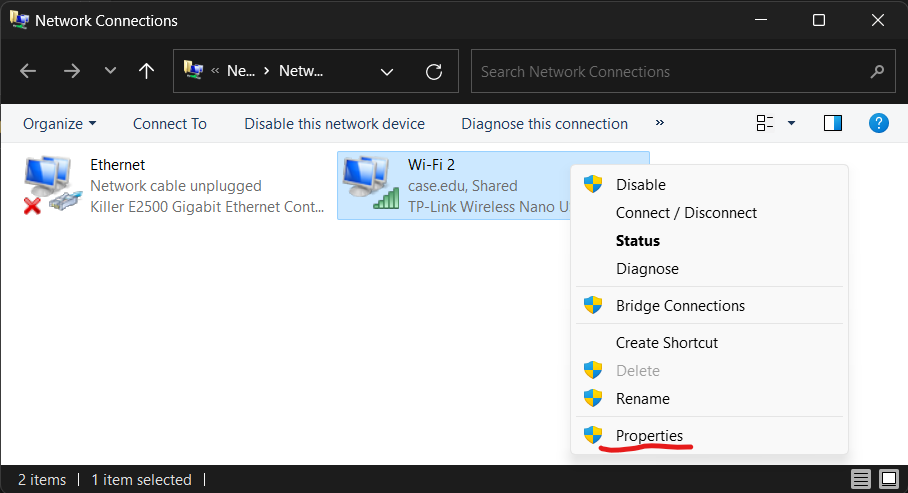 Network Connections
« Ne... > Netw...
Search Network Connections
Organize
Connect To
Disable this network device
Diagnose this connection
»
Ethernet
Network cable unplugged
Killer E2500 Gigabit Ethernet Cont...
Wi-Fi 2
case.edu, Shared
TP-Link Wireless Nano U
Disable
Connect / Disconnect
Status
Diagnose
Bridge Connections
Create Shortcut
Delete
Rename
Properties
2 items
1 item selected